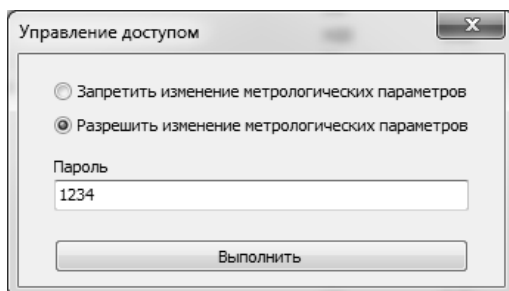 Управление доступом
Запретить изменение метрологических параметров
Разрешить изменение метрологических параметров
Пароль
1234
Выполнить